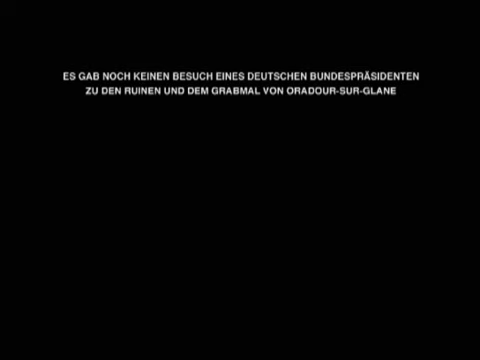 ES GAB NOCH KEINEN BESUCH EINES DEUTSCHEN BUNDESPRÄSIDENTEN
ZU DEN RUINEN UND DEM GRABMAL VON ORADOUR-SUR-GLANE